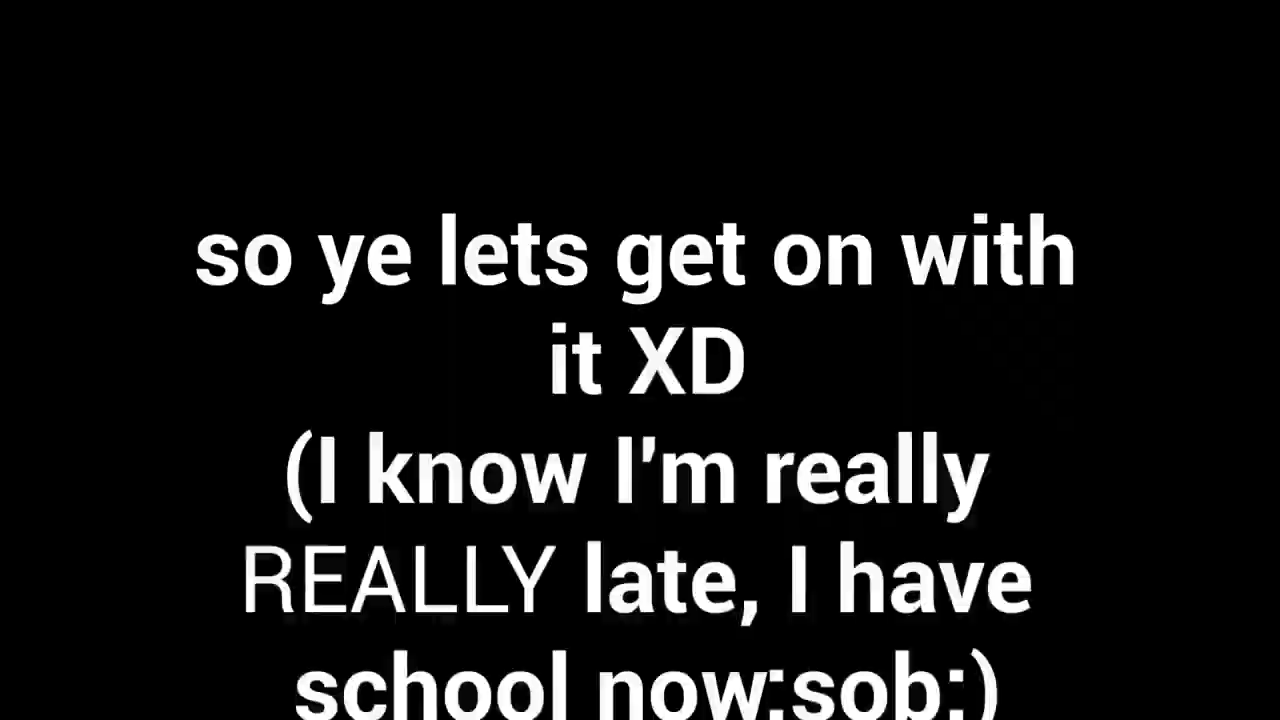 so ye lets get on with
it XD
(I know I'm really
REALLY late, I have
school now:sob:)